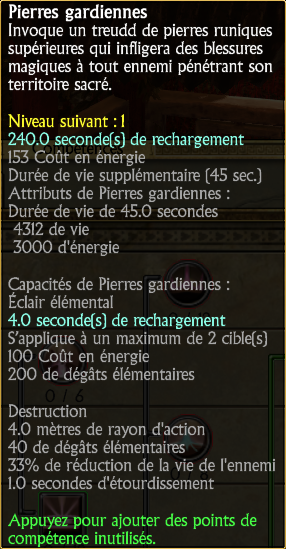 Pierres gardiennes
Invoque un treudd de pierres runiques
supérieures qui infligera des blessures
magiques à tout ennemi pénétrant son
territoire sacré.
Niveau suivant : 1
240.0 seconde(s) de rechargement
153 Coût en énergie
Durée de vie supplémentaire (45 sec.)
Attributs de Pierres gardiennes :
Durée de vie de 45.0 secondes
4312 de vie
3000 d'énergie
Capacités de Pierres gardiennes :
Éclair élémental
4.0 seconde(s) de rechargement
S'applique à un maximum de 2 cible(s)
100 Coût en énergie
200 de dégâts élémentaires
0 / 6
Destruction
4.0 mètres de rayon d'action
40 de dégâts élémentaires
33% de réduction de la vie de l'ennemi
1.0 secondes d'étourdissement
Appuyez pour ajouter des points de
compétence inutilisés.